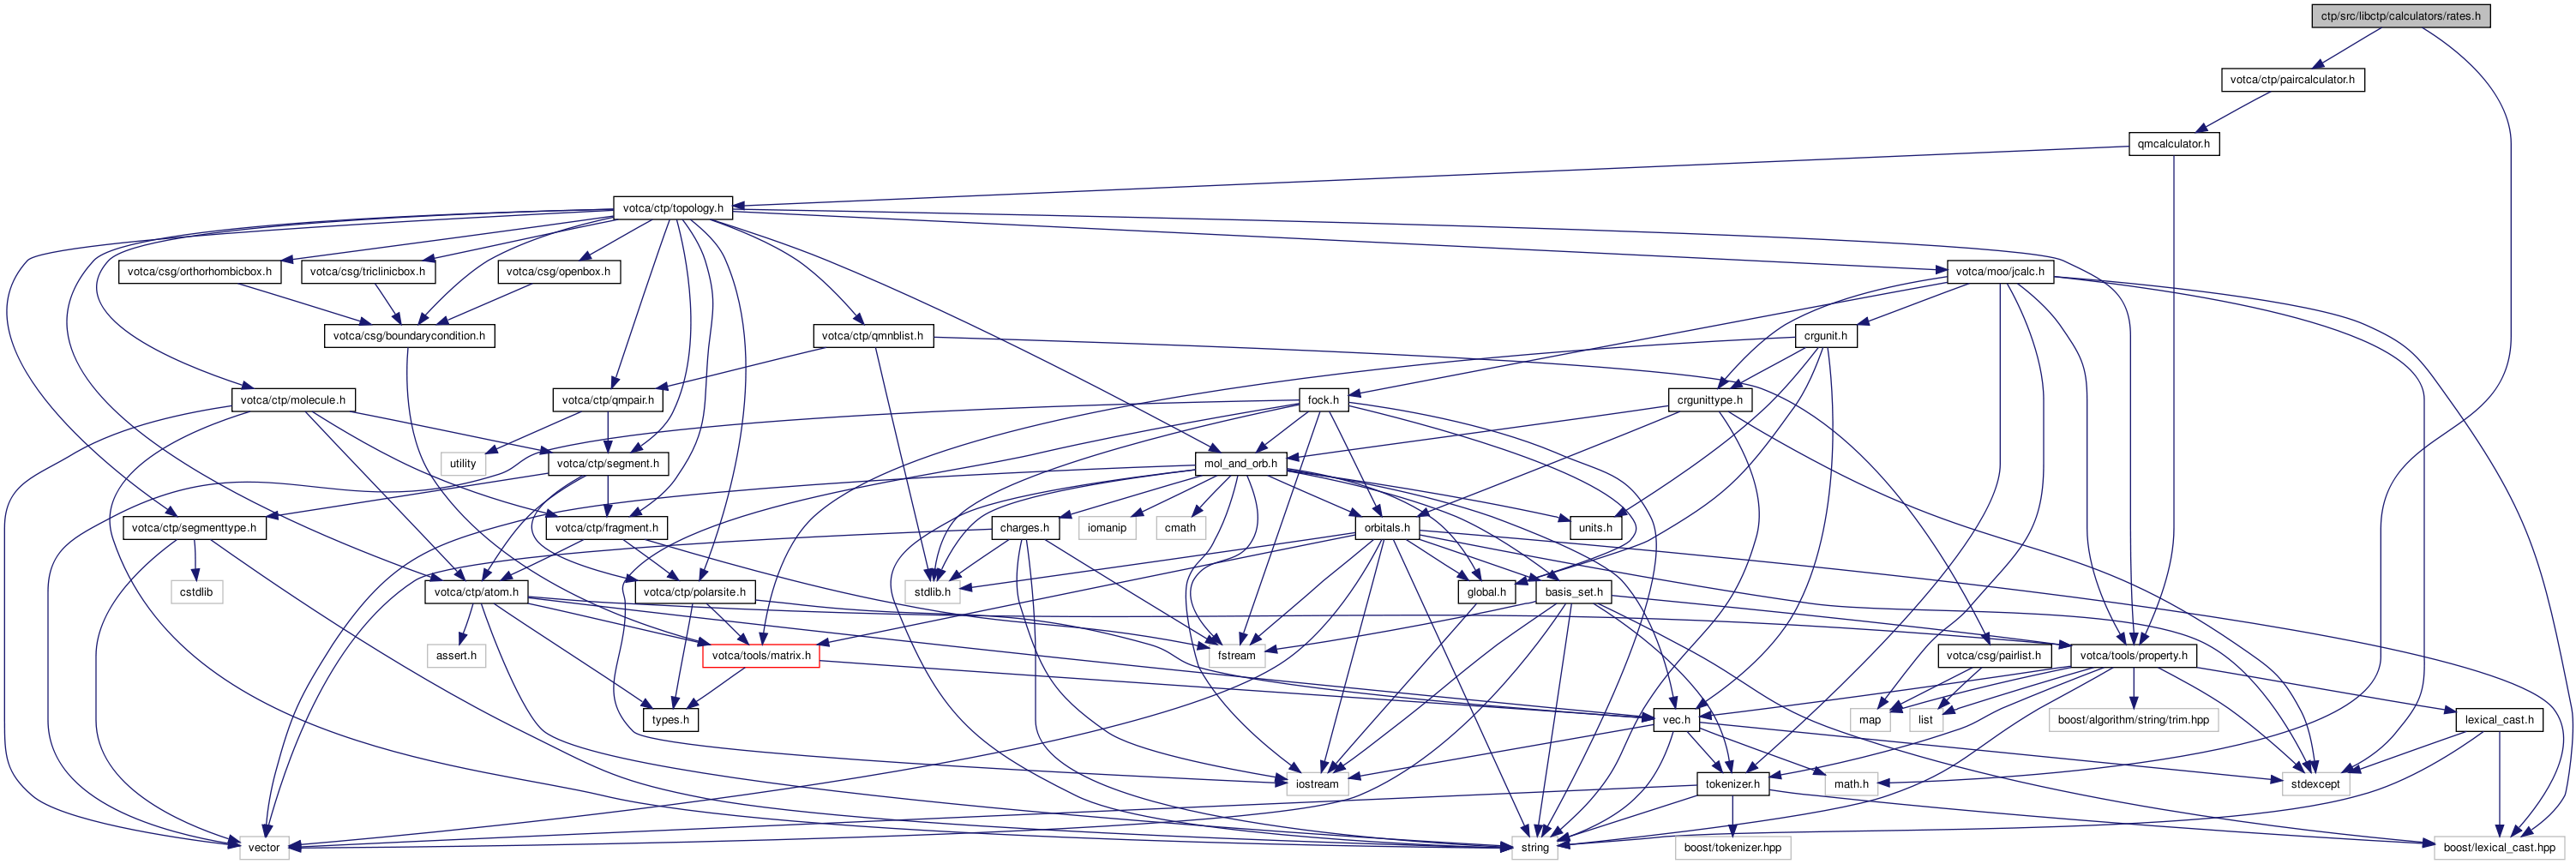 ctp/src/libctp/calculators/rates.h
votca/ctp/paircalculator.h
qmcalculator.h
votca/ctp/topology.h
votca/csg/orthorhombicbox.h
votca/csg/triclinicbox.h
votca/csg/openbox.h
votca/moo/jcalc.h
votca/csg/boundarycondition.h
votca/ctp/qmnblist.h
crgunit.h
votca/ctp/molecule.h
votca/ctp/qmpair.h
fock.h
crgunittype.h
utility
votca/ctp/segment.h
mol_and_orb.h
votca/ctp/segmenttype.h
votca/ctp/fragment.h
charges.h
iomanip
cmath
orbitals.h
units.h
cstdlib
votca/ctp/atom.h
votca/ctp/polarsite.h
stdlib.h
global.h
basis_set.h
assert.h
votca/tools/matrix.h
fstream
votca/csg/pairlist.h
votca/tools/property.h
types.h
vec.h
map
list
boost/algorithm/string/trim.hpp
lexical_cast.h
iostream
tokenizer.h
math.h
stdexcept
vector
string
boost/tokenizer.hpp
boost/lexical_cast.hpp